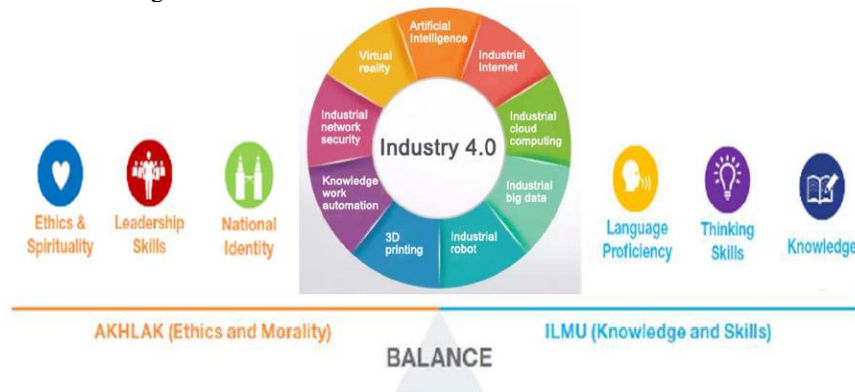 Artificial
Intelligence
Industrial
Internet
Industrial
cloud
computing
Industrial
big data
Industrial
robot
3D
printing
Knowledge
work
automation
Industrial
network
security
Virtual
reality
Industry 4.0
Ethics &
Spirituality
Leadership
Skills
National
Identity
Language
Proficiency
Thinking
Skills
Knowledge
AKHLAK (Ethics and Morality)
ILMU (Knowledge and Skills)
BALANCE